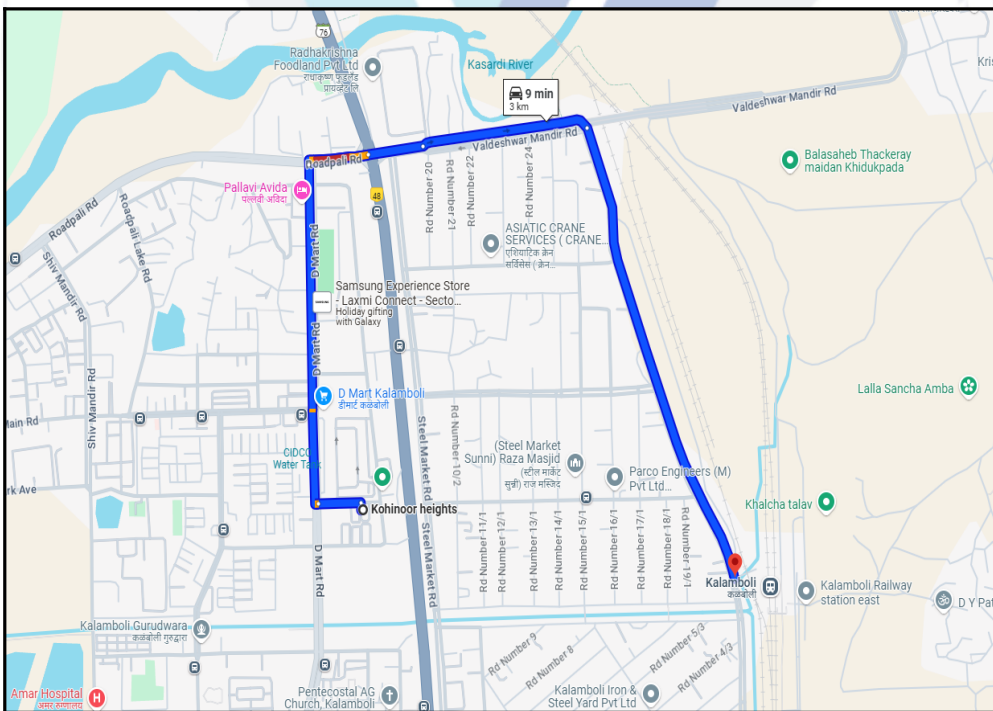 76
Radhakrishna
Foodland Pvt Ltd
राधाकृष्ण फूडलँड
Kasardi River
Kris
9 min
3 km
Valdeshwar Mandir Rd
Valdeshwar Mandir Rd
Roadpali Rd
Balasaheb Thackeray
maidan Khidukpada
Pallavi Avida
पल्लवी अविदा
48
Rd Number 20
Rd Number 21
Rd Number 22
Rd Number 24
Roadpali Rd
Roadpali Lake Rd
Shiv Mandir Rd
D Mart Rd
ASIATIC CRANE
SERVICES ( CRANE...
एशियाटिक क्रेन
सर्विसेस ( क्रेन...
Samsung Experience Store
- Laxmi Connect - Secto...
Holiday gifting
with Galaxy
D Mart Rd
D Mart Kalamboli
डीमार्ट कळंबोली
Lalla Sancha Amba
Shiv Mandir Rd
Main Rd
Steel Market Rd
Rd Number 10/2
CIDCO
Water Tank
(Steel Market
Sunni) Raza Masjid
(स्टील मार्केट
सुन्नी) राजा मस्जिद
Parco Engineers (M)
Pvt Ltd...
rk Ave
Khalcha talav
Kohinoor heights
Rd Number 11/1
Rd Number 12/1
Rd Number 13/1
Rd Number 14/1
Rd Number 15/1
Rd Number 16/1
Rd Number 17/1
Rd Number 18/1
Rd Number 19/1
D Mart Rd
Steel Market Rd
Kalamboli
कळंबोली
Kalamboli Railway
station east
D Y Pat
Kalamboli Gurudwara
कळंबोली गुरुद्वारा
Rd Number 9
Rd Number 8
Rd Number 5/3
Rd Number 4/3
Amar Hospital
अमर रुग्णालय
Pentecostal AG
Church, Kalamboli
Kalamboli Iron &
Steel Yard Pvt Ltd